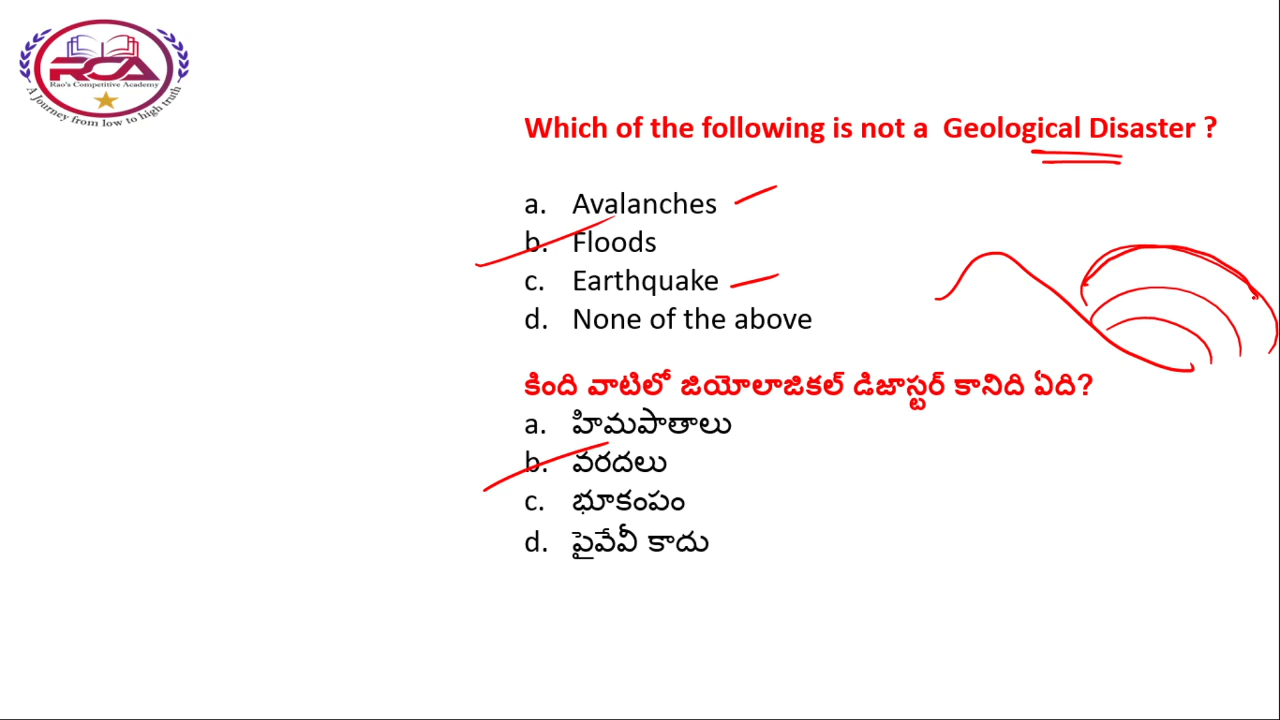 RCA
Rao's Competitive Academy
A Journey from low to high truth
Which of the following is not a Geological Disaster ?
a. Avalanches
b. Floods
c. Earthquake
d. None of the above
కింది వాటిలో జియోలాజికల్ డిజాస్టర్ కానిది ఏది?
a. హిమపాతాలు
b. వరదలు
c. భూకంపం
d. పైవేవీ కాదు